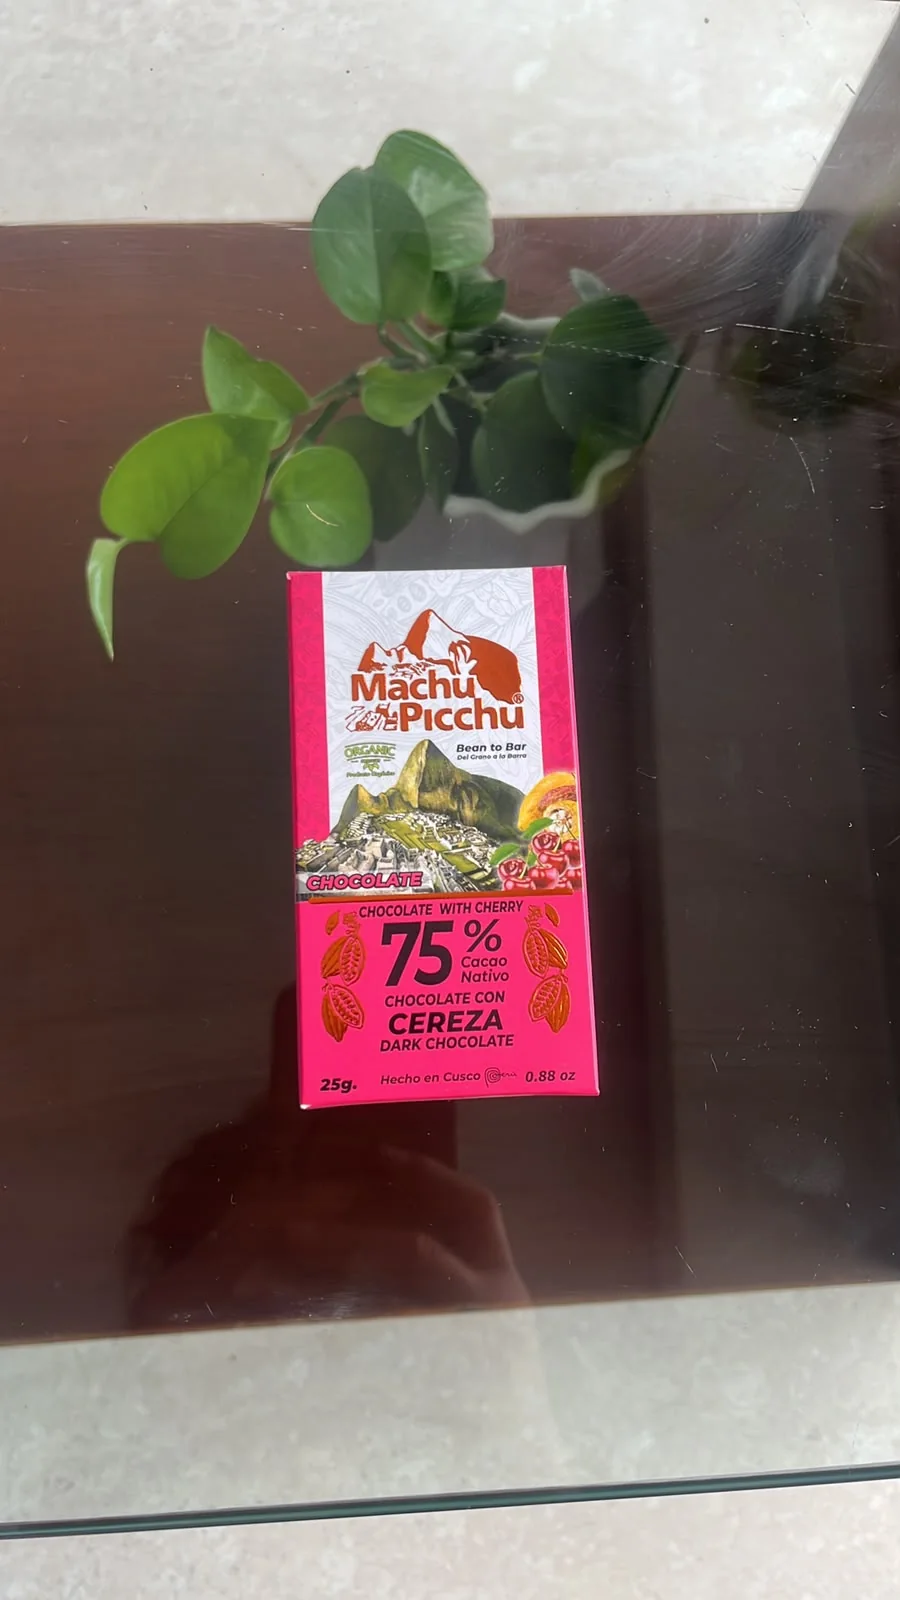 Machu
Picchu®
ORGANIC
Bean to Bar
Del Grano a la Barra
CHOCOLATE
CHOCOLATE WITH CHERRY
75%
Cacao
Nativo
CHOCOLATE CON
CEREZA
DARK CHOCOLATE
25g.
Hecho en Cusco
Perú
0.88 oz